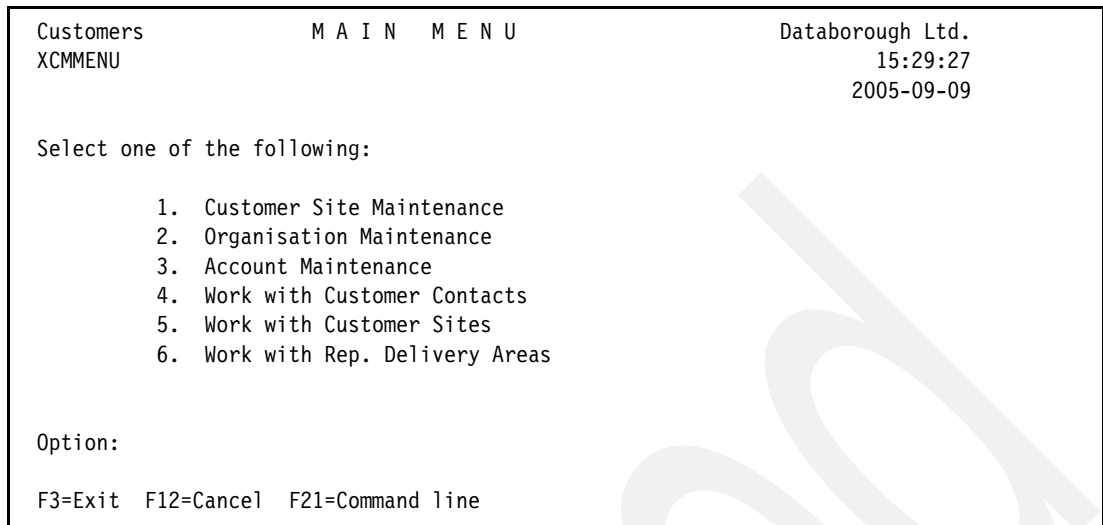 Customers M A I N M E N U Databorough Ltd.
XCMMENU 15:29:27
2005-09-09
Select one of the following:
1. Customer Site Maintenance
2. Organisation Maintenance
3. Account Maintenance
4. Work with Customer Contacts
5. Work with Customer Sites
6. Work with Rep. Delivery Areas
Option:
F3=Exit F12=Cancel F21=Command line